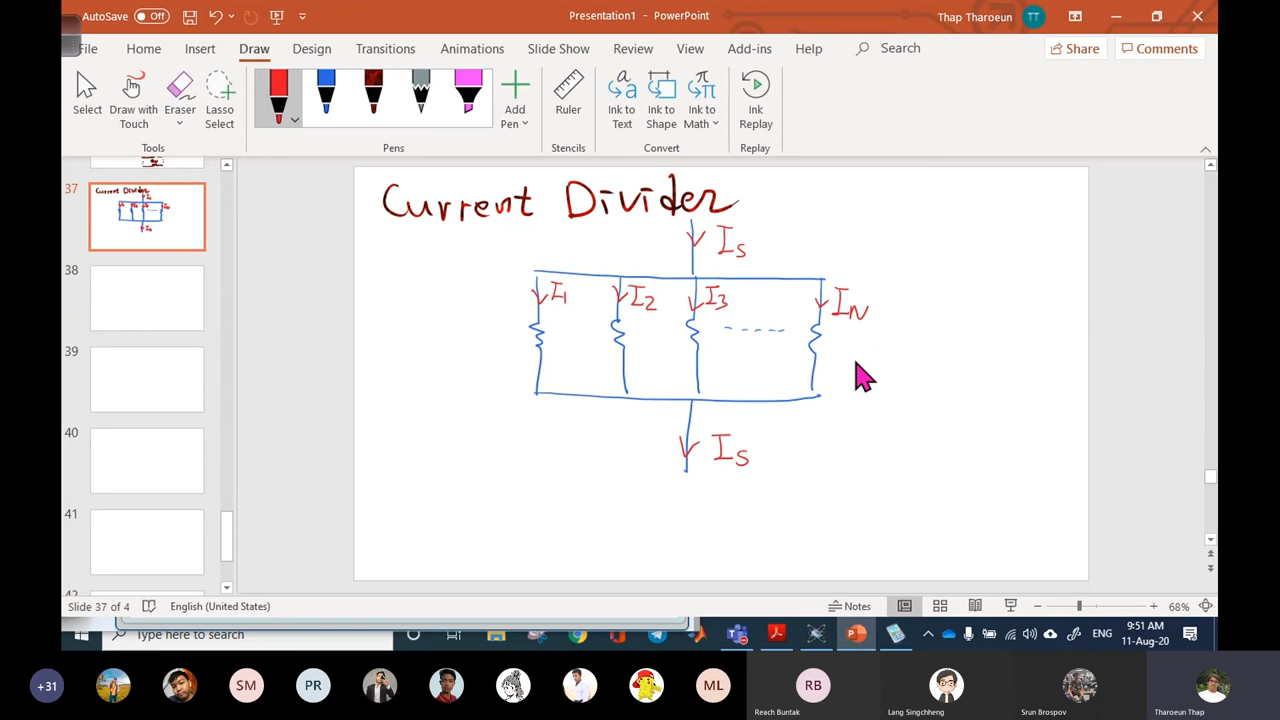 AutoSave Off
Presentation1 - PowerPoint
Thap Tharoeun TT
File Home Insert Draw Design Transitions Animations Slide Show Review View Add-ins Help Search Share Comments
Select
Draw with Touch
Eraser
Lasso Select
Add Pen
Ruler
Ink to Text
Ink to Shape
Ink to Math
Ink Replay
Tools Pens Stencils Convert Replay
37
38
39
40
41
Current Divider
Is
I1 I2 I3 IN
Is
Slide 37 of 4
English (United States)
Notes
68%
Type here to search
ENG
9:51 AM
11-Aug-20
+31
SM
PR
ML
RB
Reach Buntak
Lang Singchheng
Srun Brospov
Tharoeun Thap